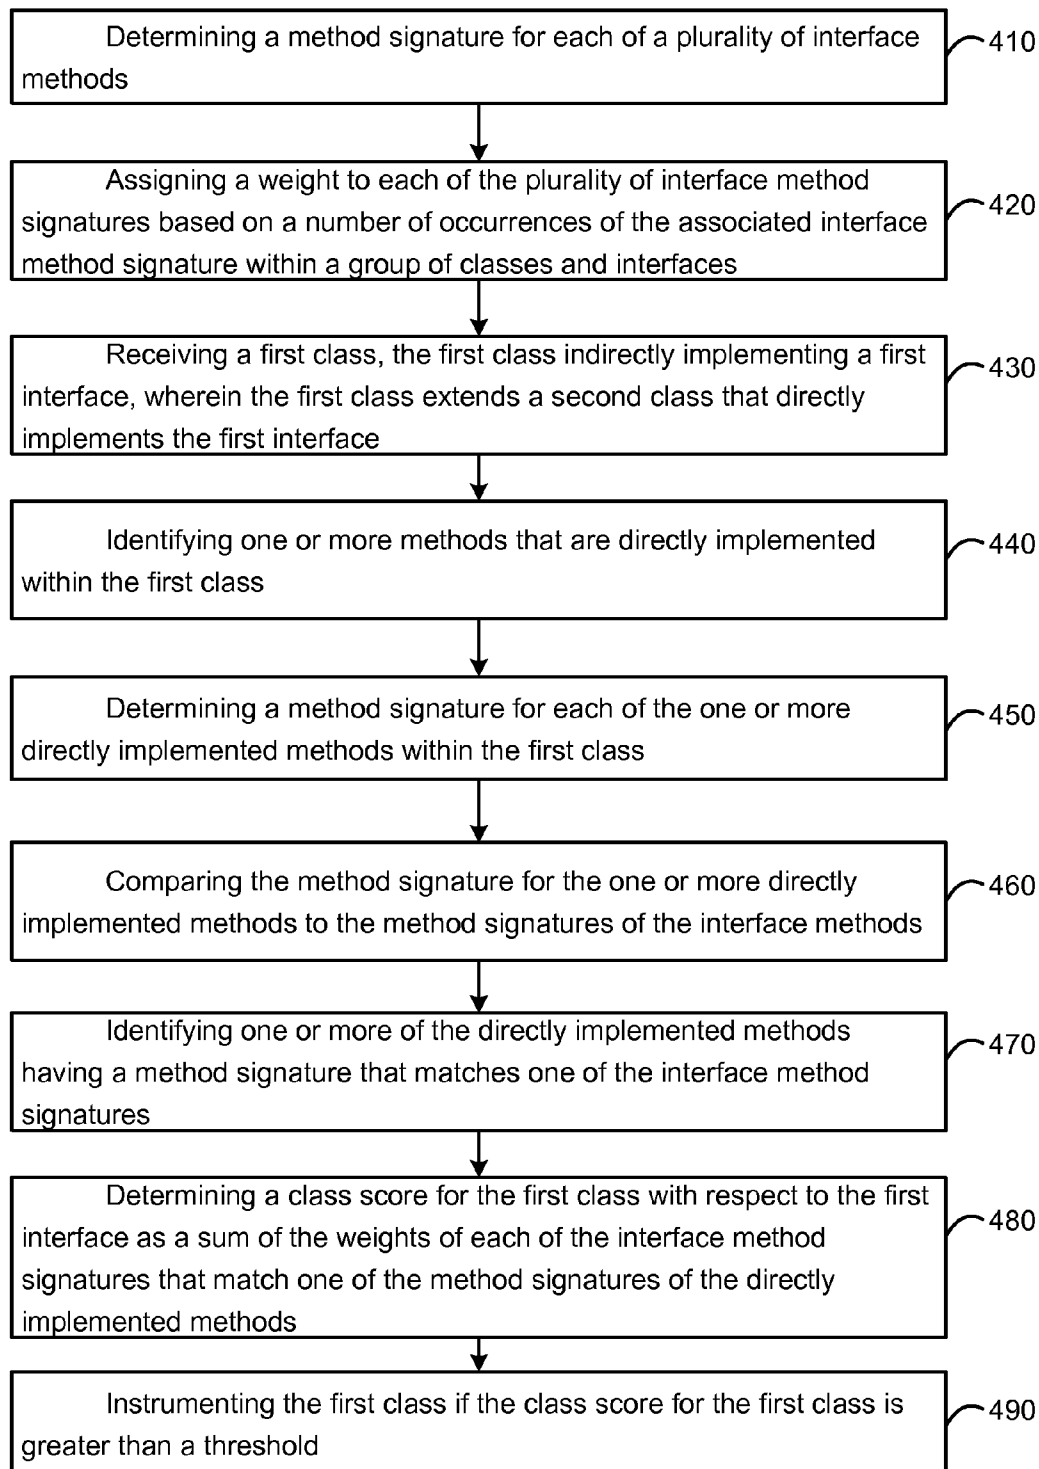 Determining a method signature for each of a plurality of interface
methods
410
Assigning a weight to each of the plurality of interface method
signatures based on a number of occurrences of the associated interface
method signature within a group of classes and interfaces
420
Receiving a first class, the first class indirectly implementing a first
interface, wherein the first class extends a second class that directly
implements the first interface
430
Identifying one or more methods that are directly implemented
within the first class
440
Determining a method signature for each of the one or more
directly implemented methods within the first class
450
Comparing the method signature for the one or more directly
implemented methods to the method signatures of the interface methods
460
Identifying one or more of the directly implemented methods
having a method signature that matches one of the interface method
signatures
470
Determining a class score for the first class with respect to the first
interface as a sum of the weights of each of the interface method
signatures that match one of the method signatures of the directly
implemented methods
480
Instrumenting the first class if the class score for the first class is
greater than a threshold
490